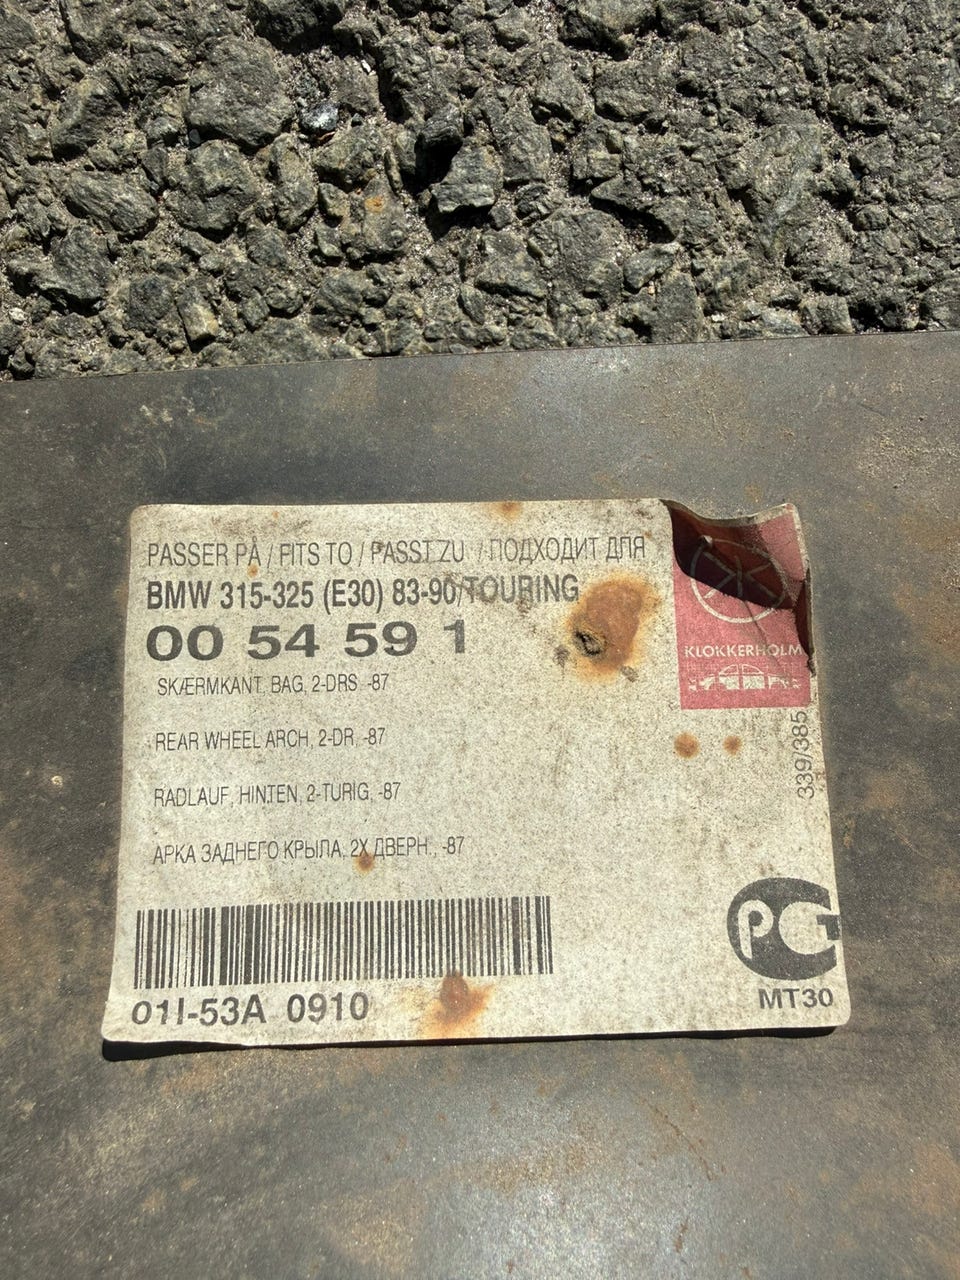 PASSER PÅ / FITS TO / PASST ZU / ПОДХОДИТ ДЛЯ
BMW 315-325 (E30) 83-90/TOURING
00 54 59 1
SKÆRMKANT, BAG, 2-DRS -87
REAR WHEEL ARCH, 2-DR, -87
RADLAUF, HINTEN, 2-TURIG, -87
АРКА ЗАДНЕГО КРЫЛА, 2Х ДВЕРН., -87
01I-53A 0910
KLOKKERHOLM
339/385
РСТ
MT30